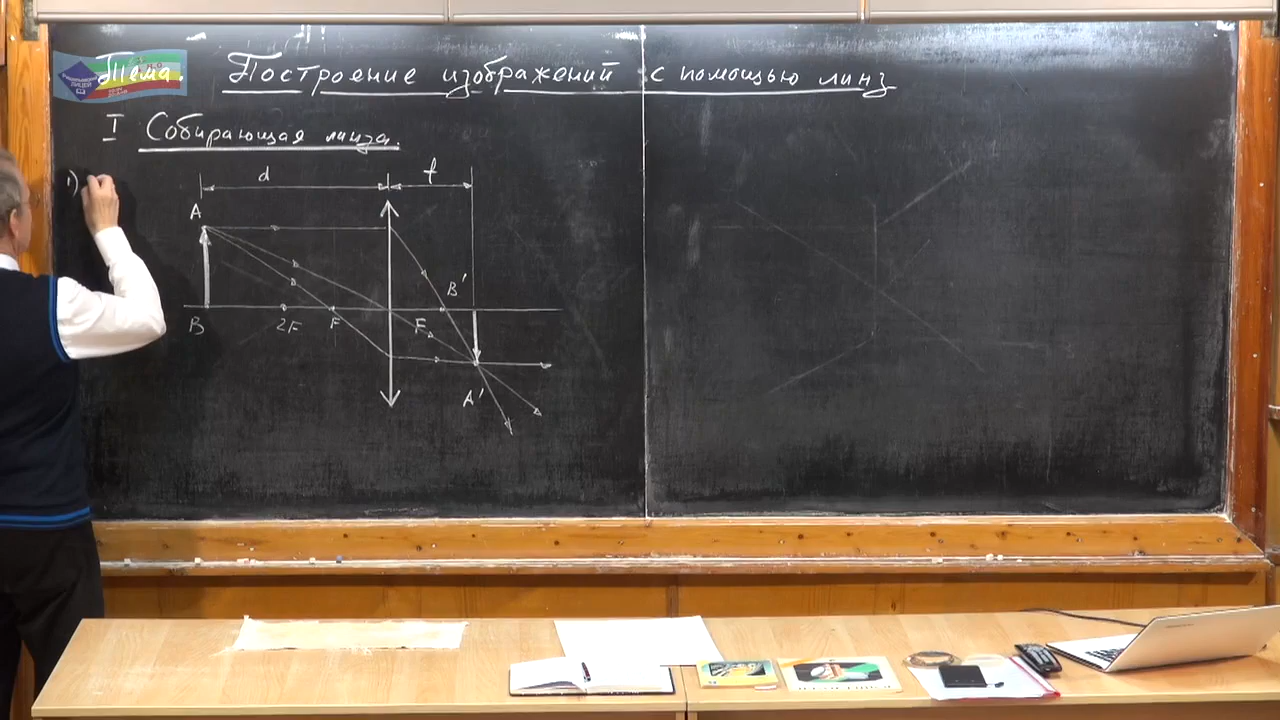 Тема. Построение изображений с помощью линз
I Собирающая линза.
1)
d f
A
B'
B 2F F F
A'